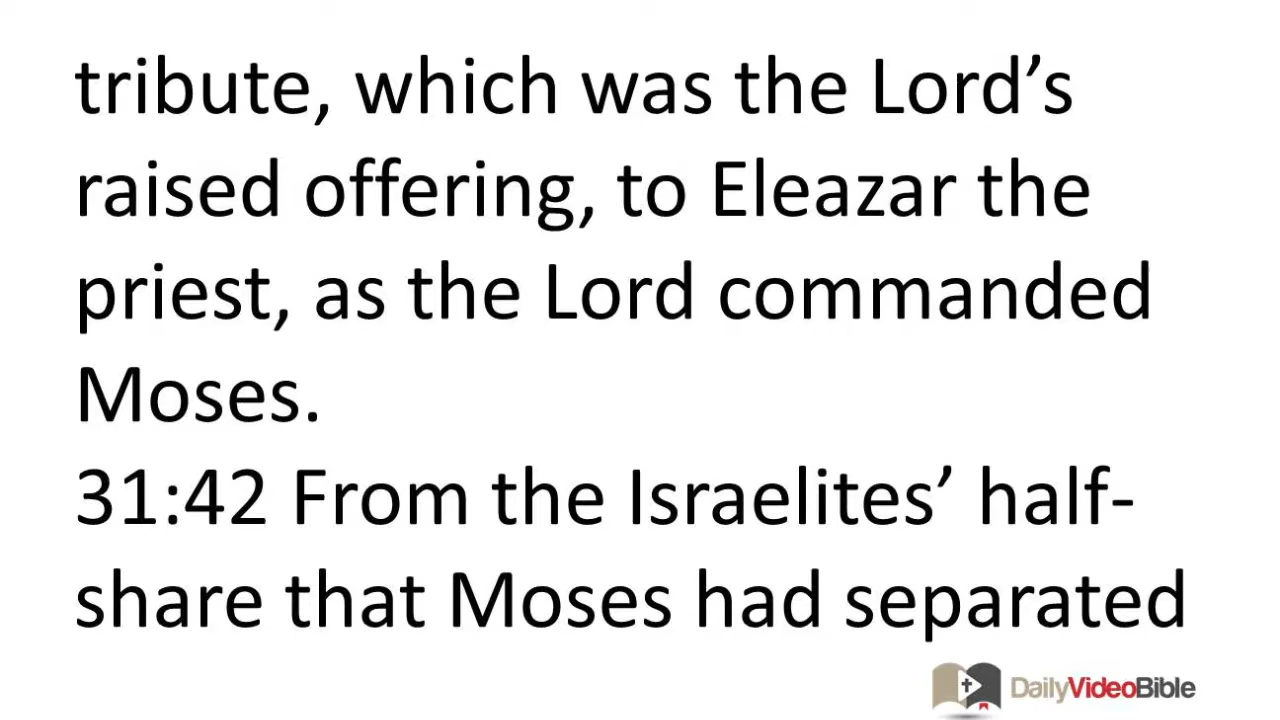 tribute, which was the Lord’s
raised offering, to Eleazar the
priest, as the Lord commanded
Moses.
31:42 From the Israelites’ half-
share that Moses had separated
DailyVideoBible